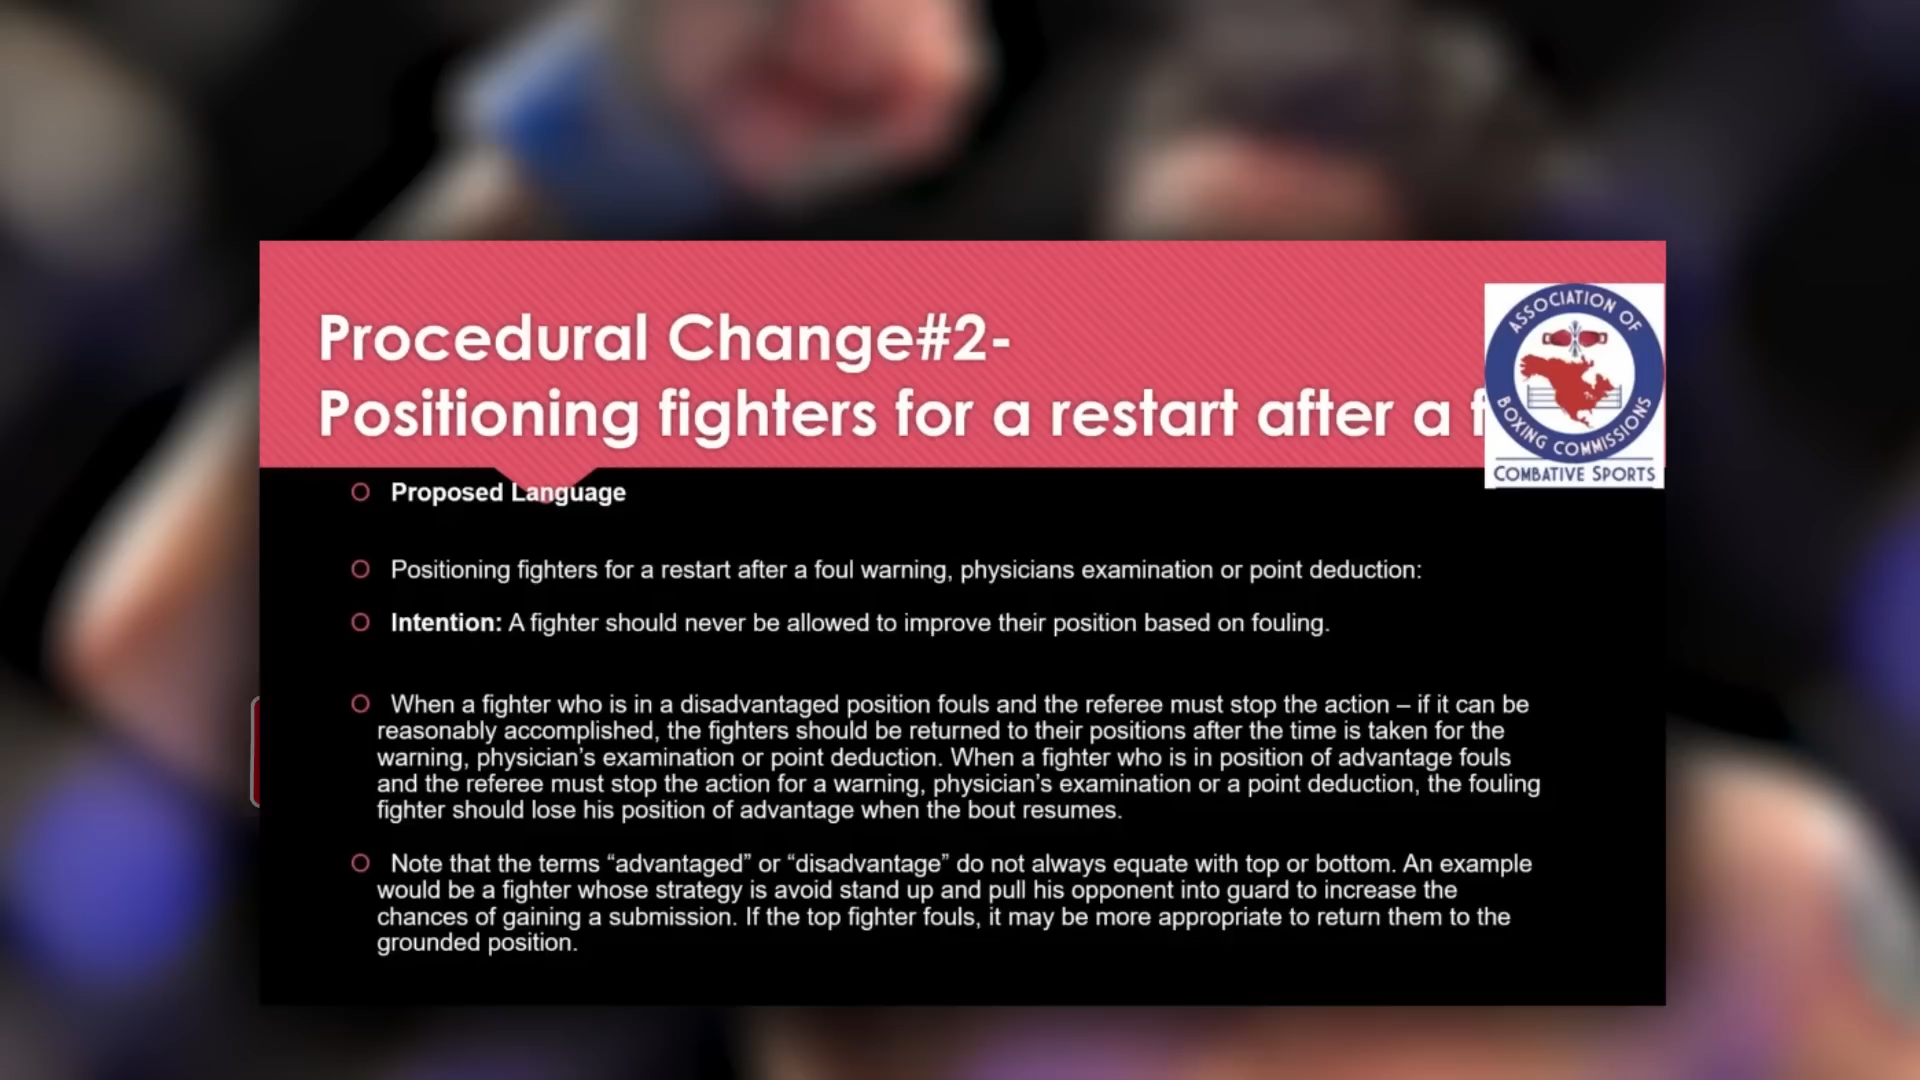 Procedural Change#2-
Positioning fighters for a restart after a f
ASSOCIATION OF
BOXING COMMISSIONS
COMBATIVE SPORTS
Proposed Language
Positioning fighters for a restart after a foul warning, physicians examination or point deduction:
Intention: A fighter should never be allowed to improve their position based on fouling.
When a fighter who is in a disadvantaged position fouls and the referee must stop the action – if it can be
reasonably accomplished, the fighters should be returned to their positions after the time is taken for the
warning, physician’s examination or point deduction. When a fighter who is in position of advantage fouls
and the referee must stop the action for a warning, physician’s examination or a point deduction, the fouling
fighter should lose his position of advantage when the bout resumes.
Note that the terms “advantaged” or “disadvantage” do not always equate with top or bottom. An example
would be a fighter whose strategy is avoid stand up and pull his opponent into guard to increase the
chances of gaining a submission. If the top fighter fouls, it may be more appropriate to return them to the
grounded position.